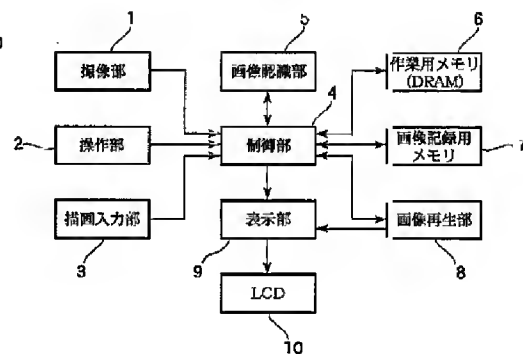 1
撮像部
5
画像認識部
6
作業用メモリ
(DRAM)
4
2
操作部
制御部
画像記録用
メモリ
7
描画入力部
3
表示部
9
画像再生部
8
LCD
10